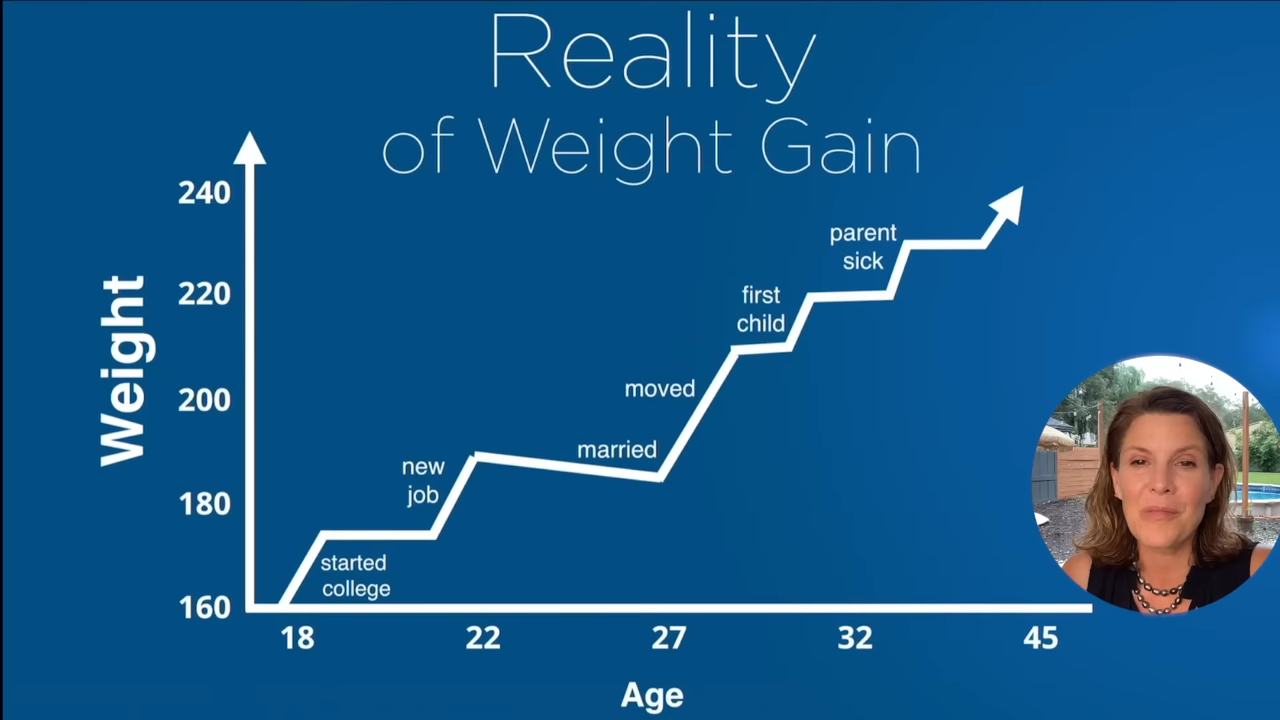 Reality
of Weight Gain
240
220
200
180
160
Weight
started
college
new
job
married
moved
first
child
parent
sick
18 22 27 32 45
Age